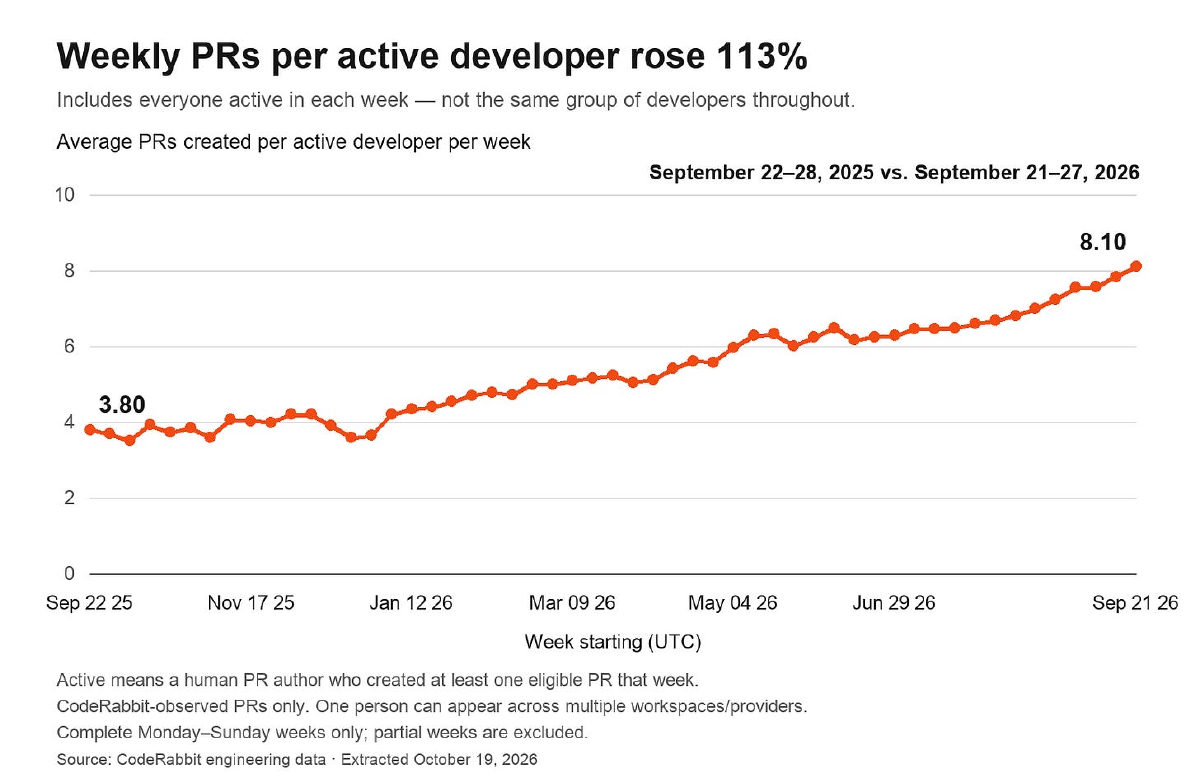 Weekly PRs per active developer rose 113%
Includes everyone active in each week — not the same group of developers throughout.
Average PRs created per active developer per week
September 22–28, 2025 vs. September 21–27, 2026
10
8.10
8
6
3.80
4
2
0
Sep 22 25 Nov 17 25 Jan 12 26 Mar 09 26 May 04 26 Jun 29 26 Sep 21 26
Week starting (UTC)
Active means a human PR author who created at least one eligible PR that week.
CodeRabbit-observed PRs only. One person can appear across multiple workspaces/providers.
Complete Monday–Sunday weeks only; partial weeks are excluded.
Source: CodeRabbit engineering data · Extracted October 19, 2026